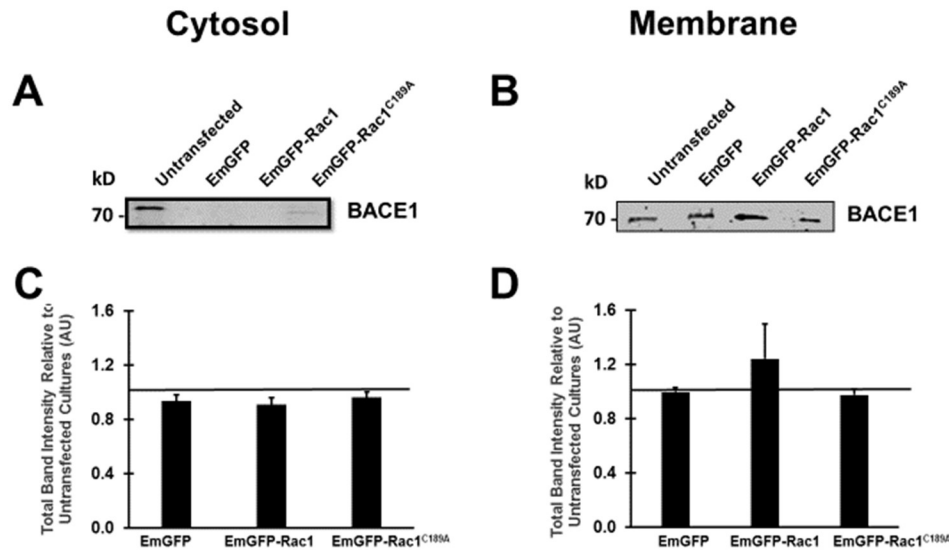 Cytosol
Membrane
A
Untransfected
EmGFP
EmGFP-Rac1
EmGFP-Rac1C189A
kD
70 -
BACE1
B
Untransfected
EmGFP
EmGFP-Rac1
EmGFP-Rac1C189A
kD
70 -
BACE1
C
Total Band Intensity Relative to
Untransfected Cultures (AU)
1.6
1.2
0.8
0.4
0.0
EmGFP
EmGFP-Rac1
EmGFP-Rac1C189A
D
Total Band Intensity Relative to
Untransfected Cultures (AU)
1.6
1.2
0.8
0.4
0.0
EmGFP
EmGFP-Rac1
EmGFP-Rac1C189A